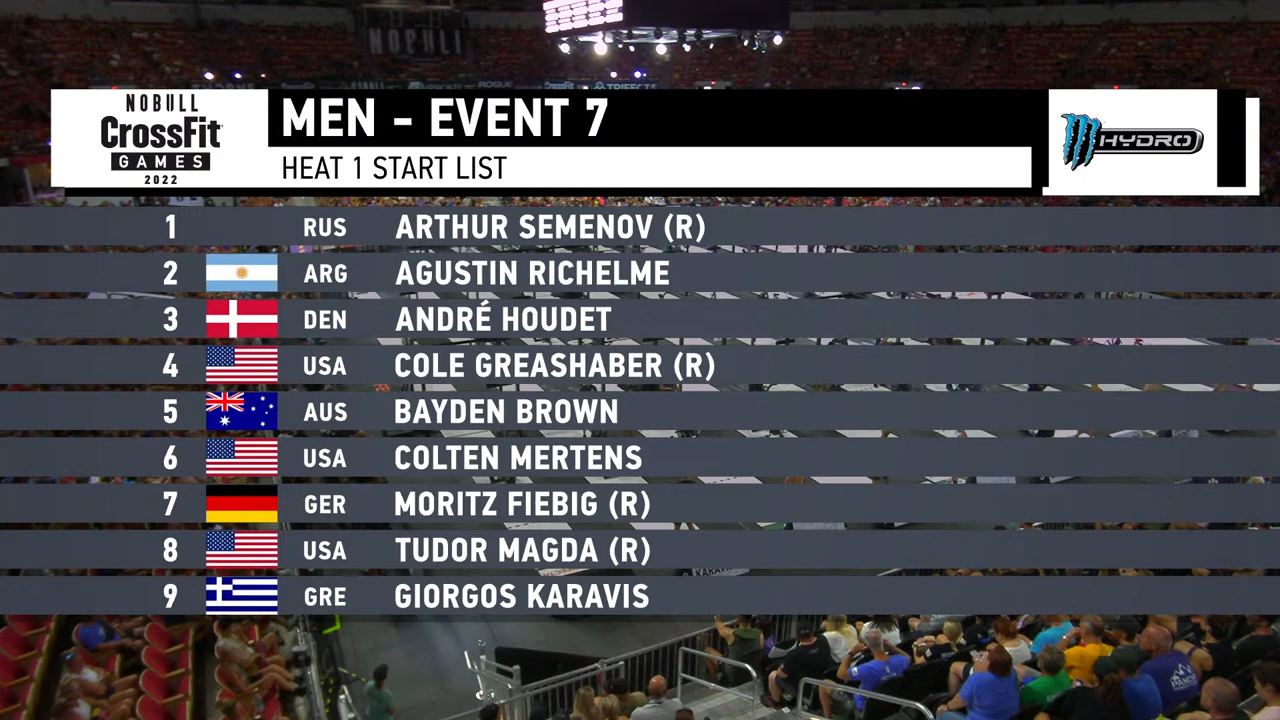 NOPULI
NOBULL
CrossFit
GAMES
2022
MEN - EVENT 7
HEAT 1 START LIST
HYDRO
1 RUS ARTHUR SEMENOV (R)
2 ARG AGUSTIN RICHELME
3 DEN ANDRÉ HOUDET
4 USA COLE GREASHABER (R)
5 AUS BAYDEN BROWN
6 USA COLTEN MERTENS
7 GER MORITZ FIEBIG (R)
8 USA TUDOR MAGDA (R)
9 GRE GIORGOS KARAVIS